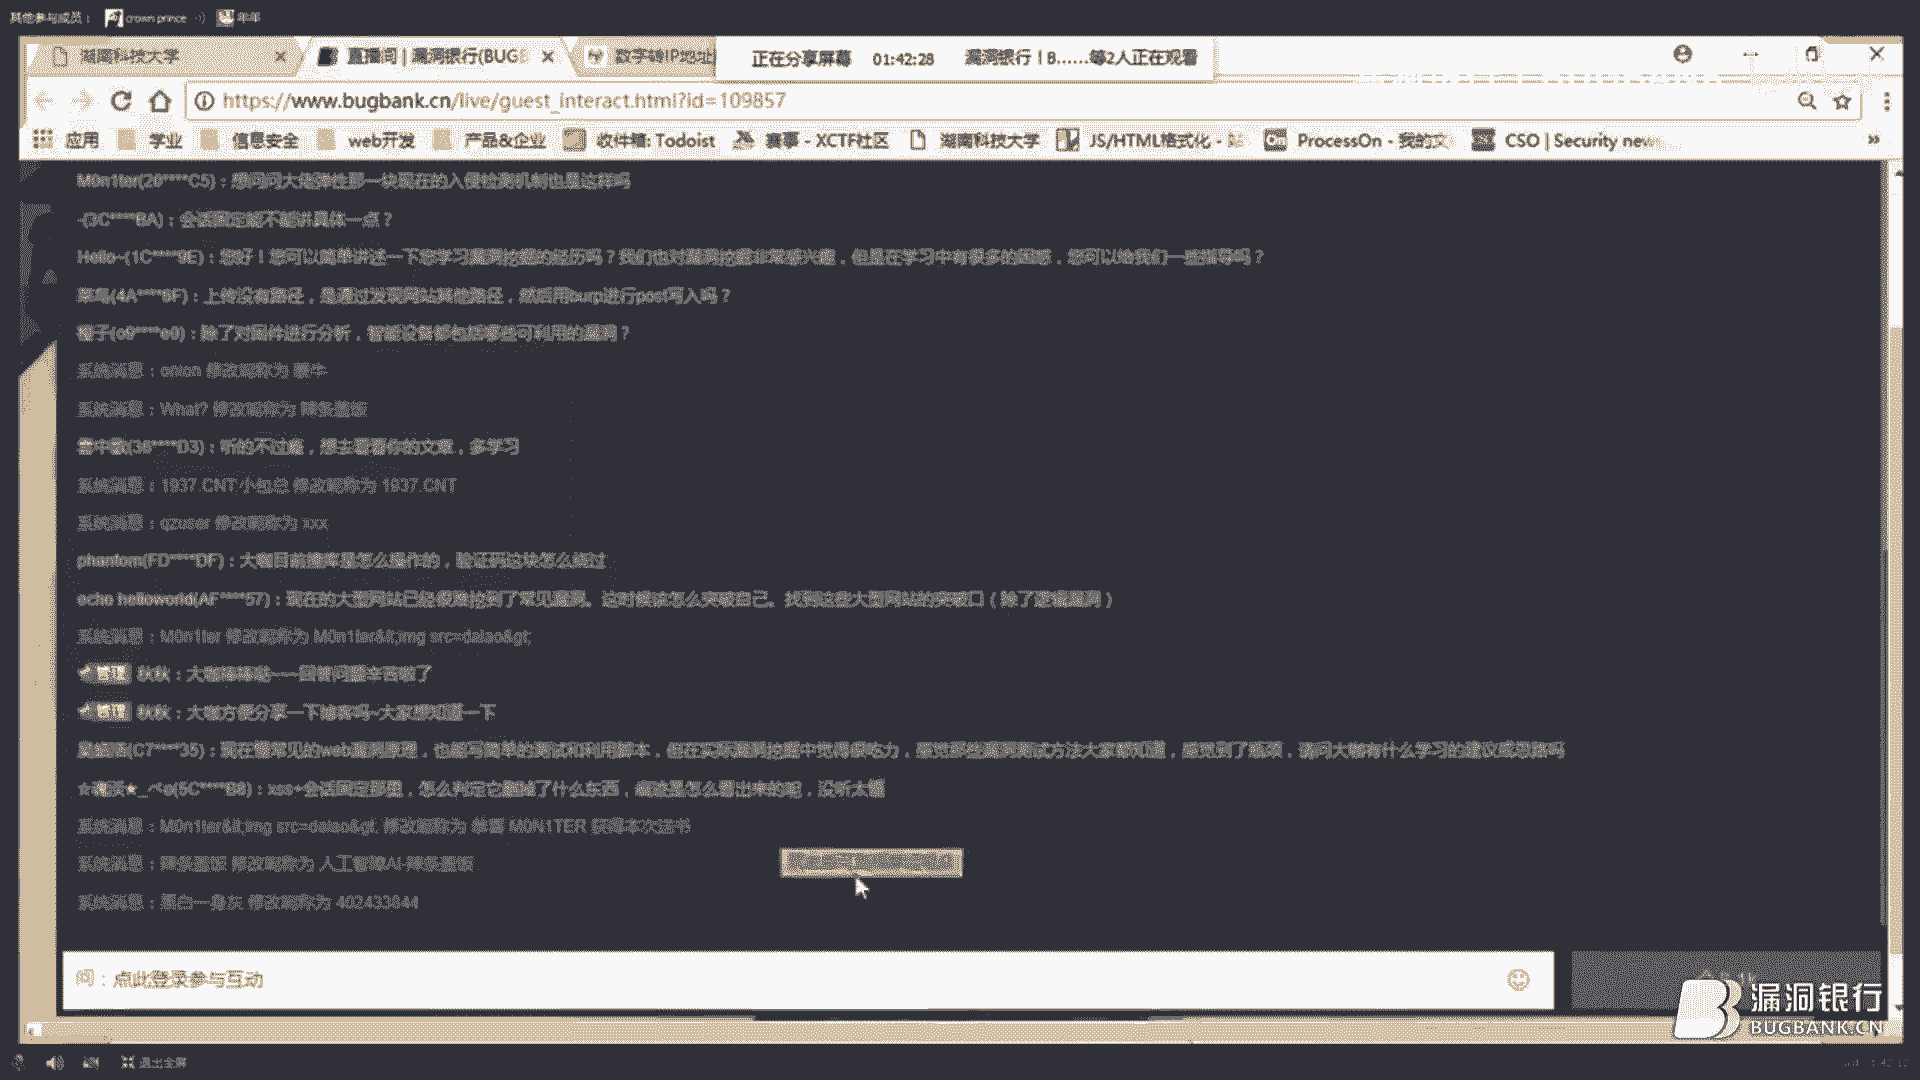 其他参与成员： crown prince
湖南科技大学 直播间 | 漏洞银行(BUGB 数字转IP地址 正在分享屏幕 01:42:28 漏洞银行丨B......等2人正在观看
https://www.bugbank.cn/live/guest_interact.html?id=109857
应用 学业 信息安全 web开发 产品&企业 收件箱: Todoist 赛事 - XCTF社区 湖南科技大学 JS/HTML格式化 - ProcessOn - 我的文 CSO | Security new
M0n1ter(20****C5)：想问问大佬弹性那一块现在的入侵检测机制也是这样吗
-(3C****BA)：会话固定能不能讲具体一点？
Hello~(1C****9E)：您好！您可以简单讲述一下您学习漏洞挖掘的经历吗？我们也对漏洞挖掘非常感兴趣，但是在学习中有很多的困惑，您可以给我们一些指导吗？
菜鸟(4A****8F)：上传没有路径，是通过发现网站其他路径，然后用burp进行post写入吗？
橙子(o9****e0)：除了对固件进行分析，智能设备都包括哪些可利用的漏洞？
系统消息：onion 修改昵称为
系统消息：What? 修改昵称为 辣条盖饭
(36****D3)：听的不过瘾，想去看看你的文章，多学习
系统消息：1937.CNT 小包总 修改昵称为 1937.CNT
系统消息：qzuser 修改昵称为 xxx
phantom(FD****DF)：大咖目前撞库是怎么操作的，验证码这块怎么绕过
echo helloworld(AF****57)：现在的大型网站已经很难挖到了常见漏洞。这时候该怎么突破自己。找到这些大型网站的突破口（除了逻辑漏洞）
系统消息：M0n1ter 修改昵称为 M0n1ter&lt;img src=dalao&gt;
管理 秋秋：大咖棒棒哒~~~回答问题辛苦啦了
管理 秋秋：大咖方便分享一下博客吗~大家想知道一下
(C7****35)：现在懂常见的web漏洞原理，也能写简单的测试和利用脚本，但在实际漏洞挖掘中觉得很吃力，感觉那些漏洞测试方法大家都知道，感觉到了瓶颈，请问大咖有什么学习的建议或思路吗
(5C****B8)：xss+会话固定那里，怎么判定它删掉了什么东西，是怎么看出来的呢，没听太懂
系统消息：M0n1ter&lt;img src=dalao&gt; 修改昵称为 恭喜 M0N1TER 获得本次送书
系统消息：辣条盖饭 修改昵称为 人工智障AI-辣条盖饭
系统消息：黑白一身灰 修改昵称为 402433844
问：点此登录参与互动
漏洞银行
BUGBANK.CN
退出全屏